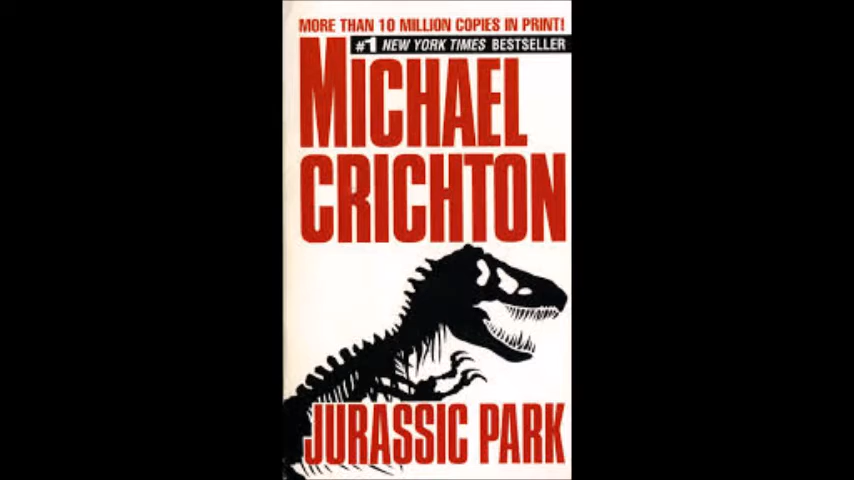 MORE THAN 10 MILLION COPIES IN PRINT!
#1 NEW YORK TIMES BESTSELLER
MICHAEL
CRICHTON
JURASSIC PARK